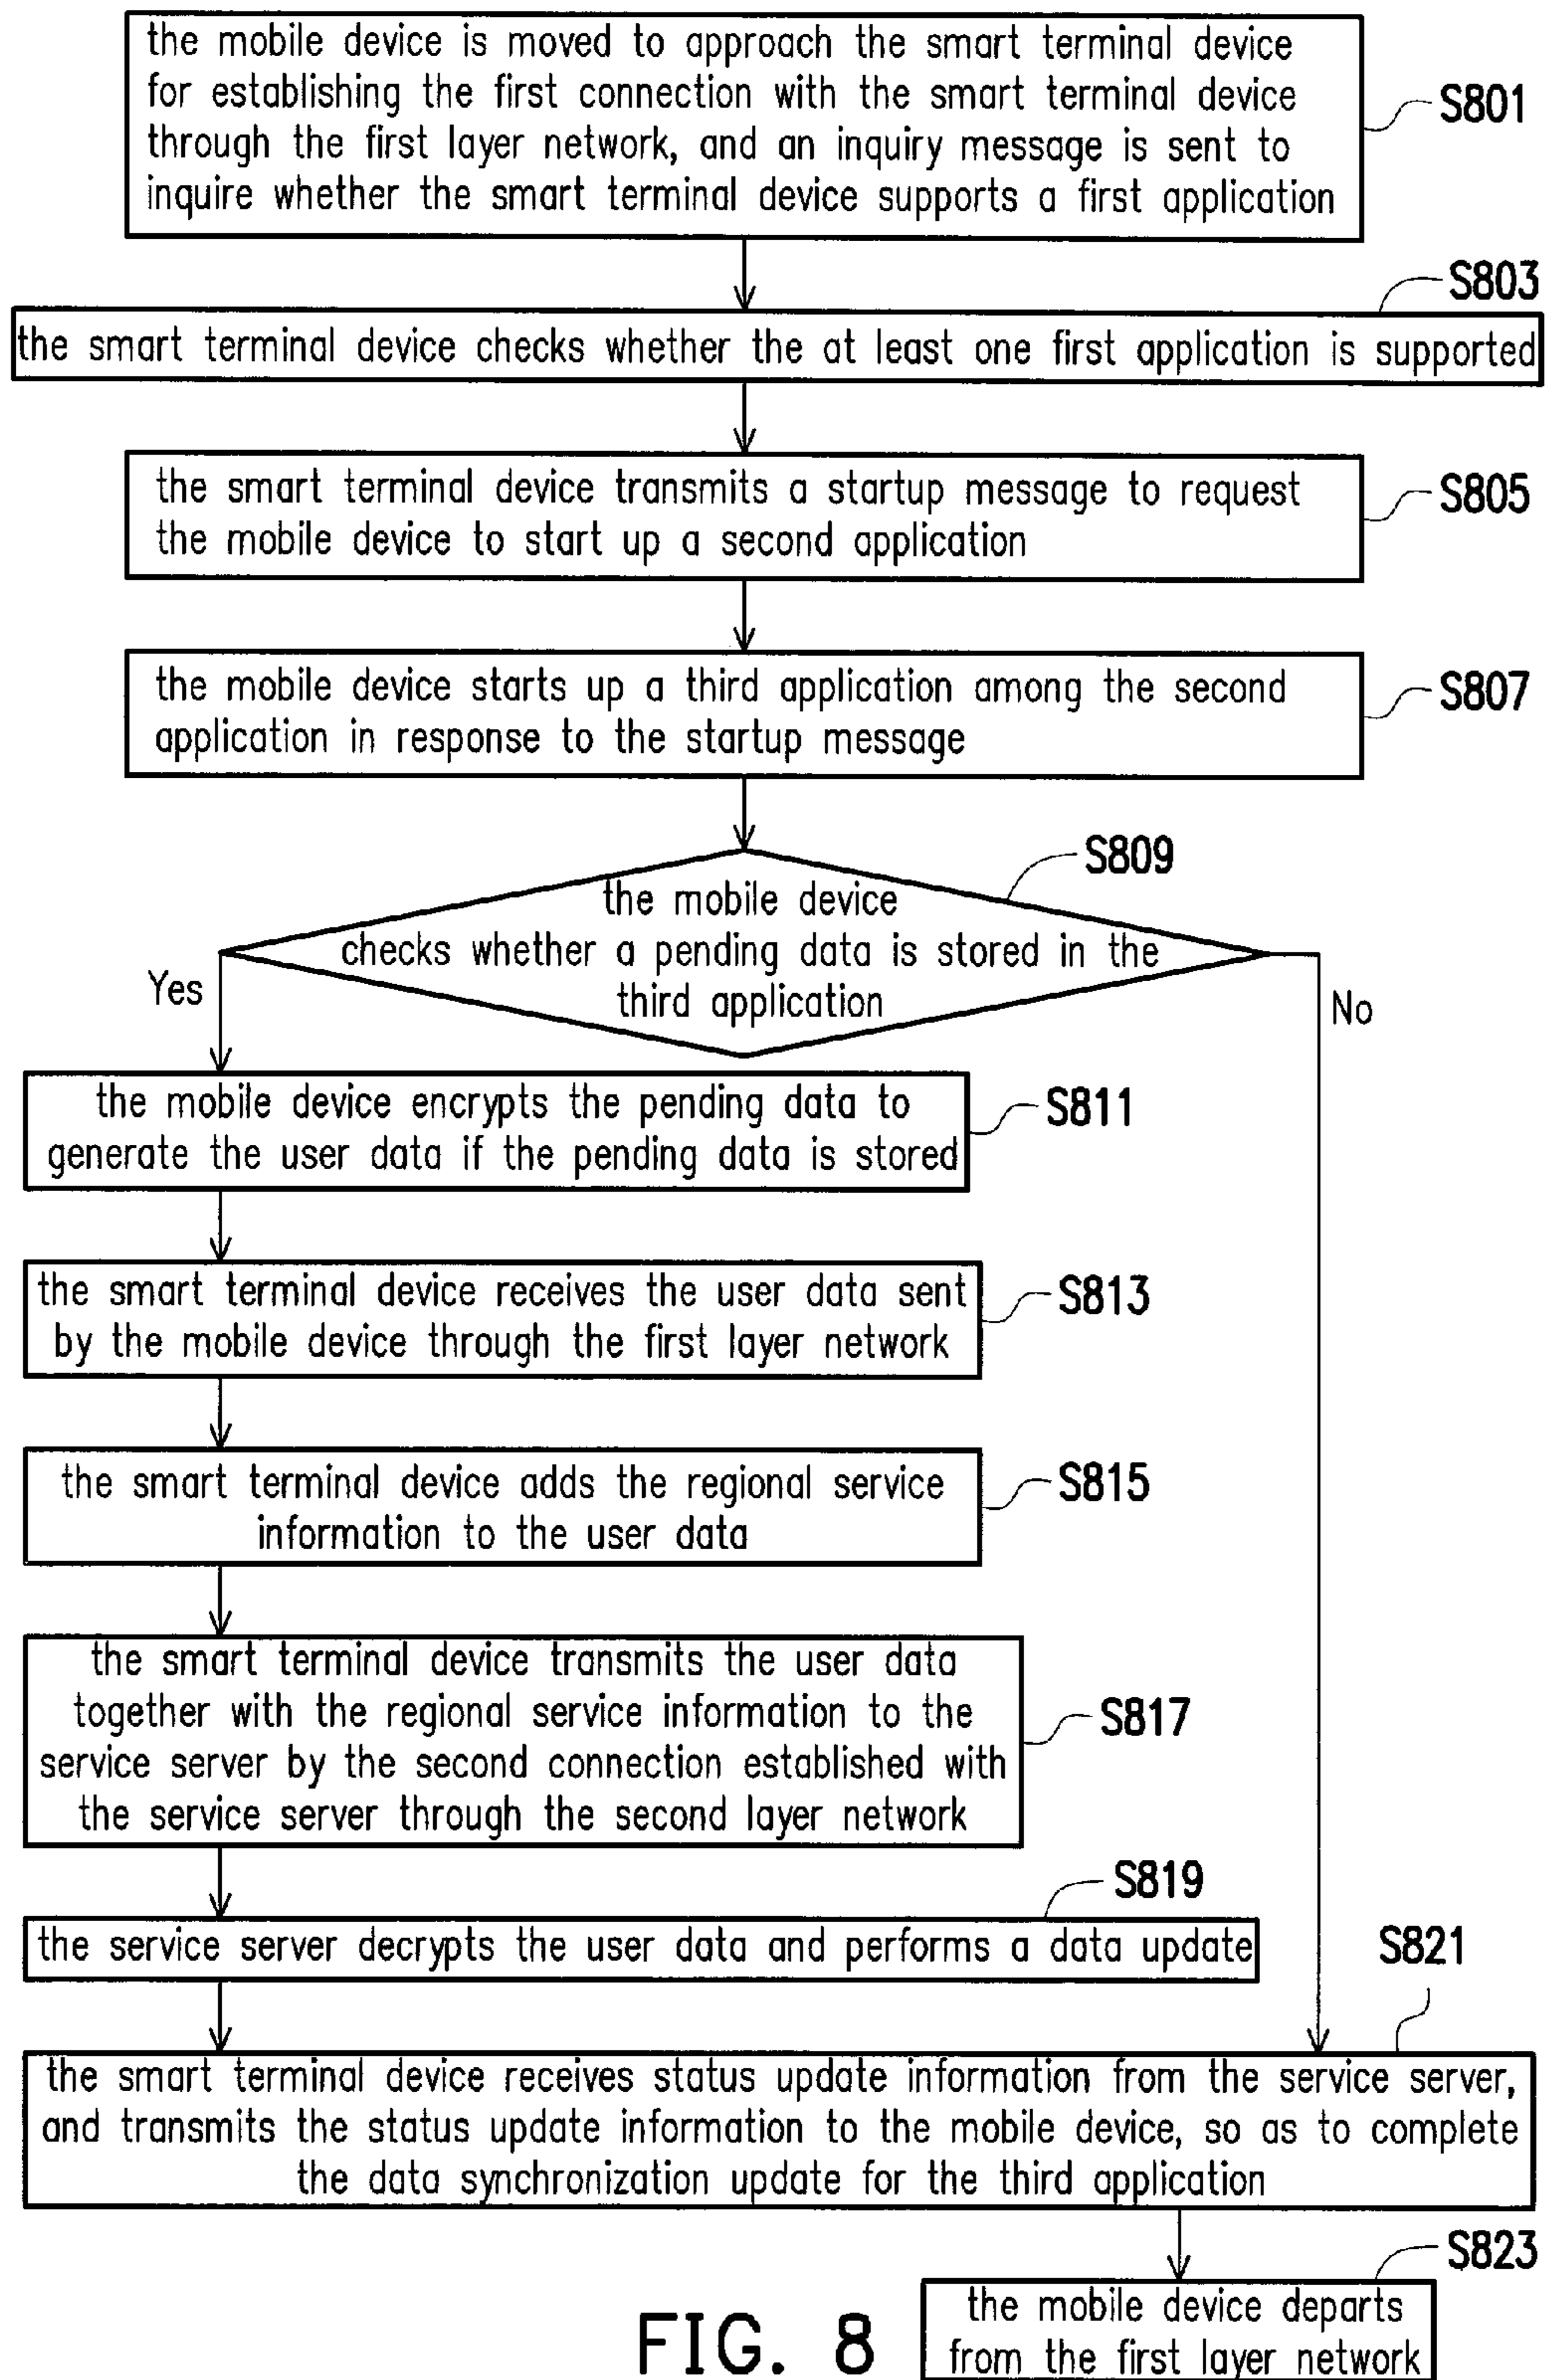 the mobile device is moved to approach the smart terminal device
for establishing the first connection with the smart terminal device
through the first layer network, and an inquiry message is sent to
inquire whether the smart terminal device supports a first application
S801
S803
the smart terminal device checks whether the at least one first application is supported
the smart terminal device transmits a startup message to request
the mobile device to start up a second application
S805
the mobile device starts up a third application among the second
application in response to the startup message
S807
S809
the mobile device
checks whether a pending data is stored in the
third application
Yes
No
the mobile device encrypts the pending data to
generate the user data if the pending data is stored
S811
the smart terminal device receives the user data sent
by the mobile device through the first layer network
S813
the smart terminal device adds the regional service
information to the user data
S815
the smart terminal device transmits the user data
together with the regional service information to the
service server by the second connection established with
the service server through the second layer network
S817
S819
the service server decrypts the user data and performs a data update
S821
the smart terminal device receives status update information from the service server,
and transmits the status update information to the mobile device, so as to complete
the data synchronization update for the third application
S823
the mobile device departs
from the first layer network
FIG. 8